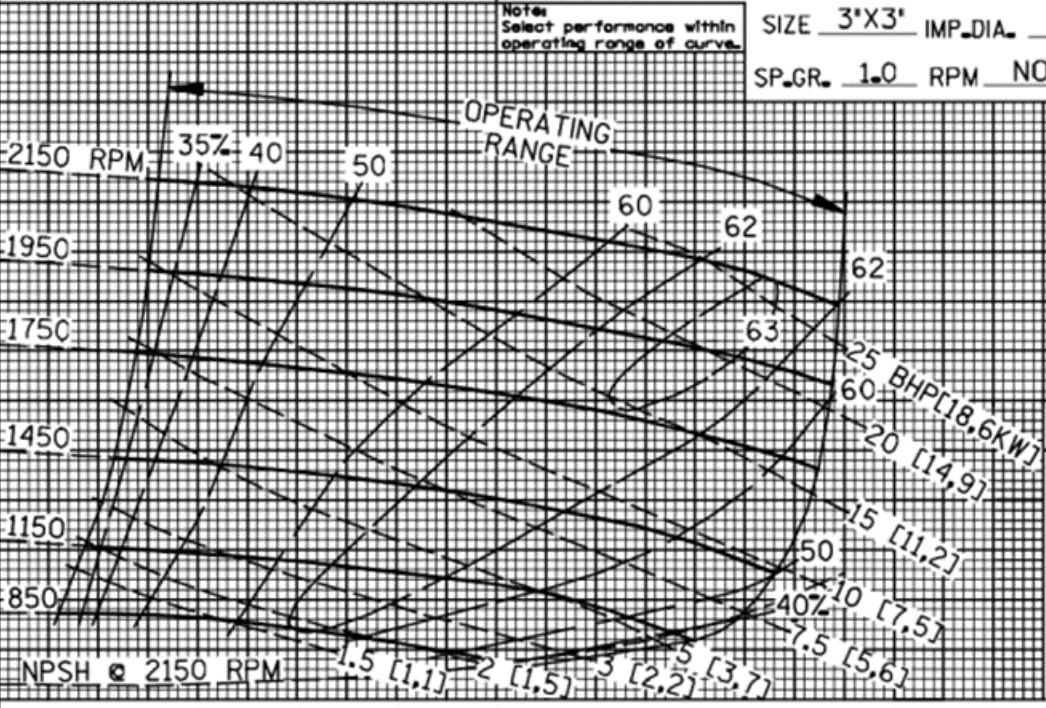 Note:
Select performance within
operating range of curve.
SIZE 3"X3" IMP.DIA.
SP.GR. 1.0 RPM NO
OPERATING
RANGE
2150 RPM
35%
40
50
60
62
62
1950
63
1750
25 BHP[18,6KW]
60
20 [14,9]
1450
15 [11,2]
1150
50
10 [7,5]
850
40%
7.5 [5,6]
NPSH @ 2150 RPM
1.5 [1,1]
2 [1,5]
3 [2,2]
5 [3,7]